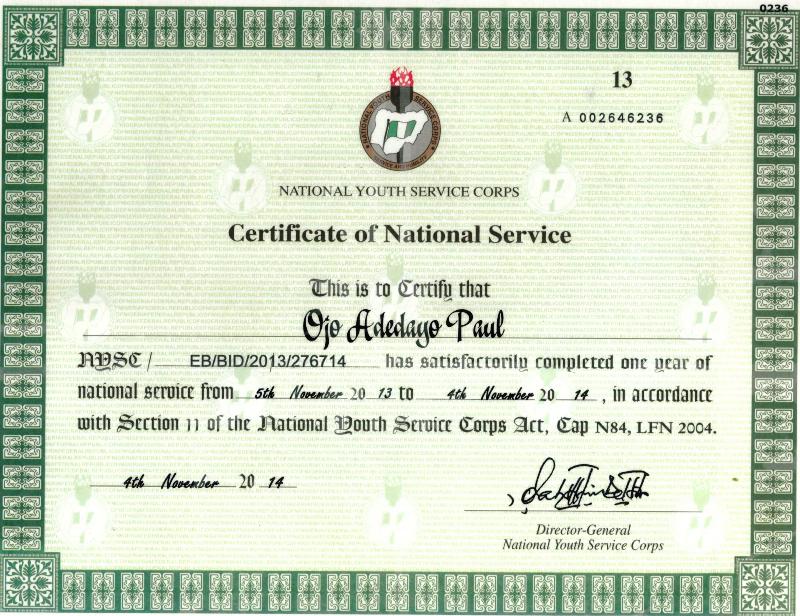 0236
13
A 002646236
NATIONAL YOUTH SERVICE CORPS
Certificate of National Service
This is to Certify that
Ojo Adedayo Paul
NYSC/ EB/BID/2013/276714 has satisfactorily completed one year of
national service from 5th November 20 13 to 4th November 20 14 , in accordance
with Section 11 of the National Youth Service Corps Act, Cap N84, LFN 2004.
4th November 20 14
Director-General
National Youth Service Corps